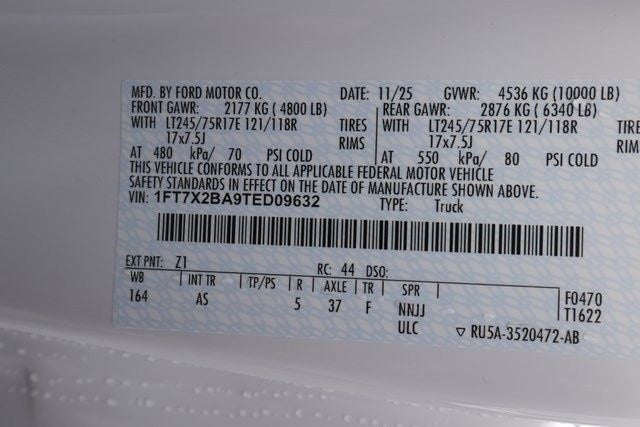 MFD. BY FORD MOTOR CO. DATE: 11/25 GVWR: 4536 KG (10000 LB)
FRONT GAWR: 2177 KG ( 4800 LB) REAR GAWR: 2876 KG ( 6340 LB)
WITH LT245/75R17E 121/118R TIRES WITH LT245/75R17E 121/118R TIRE
17x7.5J RIMS 17x7.5J RIMS
AT 480 kPa/ 70 PSI COLD AT 550 kPa/ 80 PSI COLD
THIS VEHICLE CONFORMS TO ALL APPLICABLE FEDERAL MOTOR VEHICLE
SAFETY STANDARDS IN EFFECT ON THE DATE OF MANUFACTURE SHOWN ABOVE.
VIN: 1FT7X2BA9TED09632 TYPE: Truck
EXT PNT: Z1 RC: 44 DSO:
WB INT TR TP/PS R AXLE TR SPR F0470
164 AS 5 37 F NNJJ T1622
ULC ▽ RU5A-3520472-AB